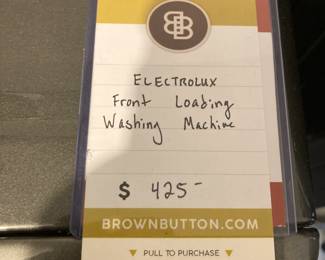 BB
ELECTROLUX
Front Loading
Washing Machine
$ 425-
BROWNBUTTON.COM
▼ PULL TO PURCHASE ▼